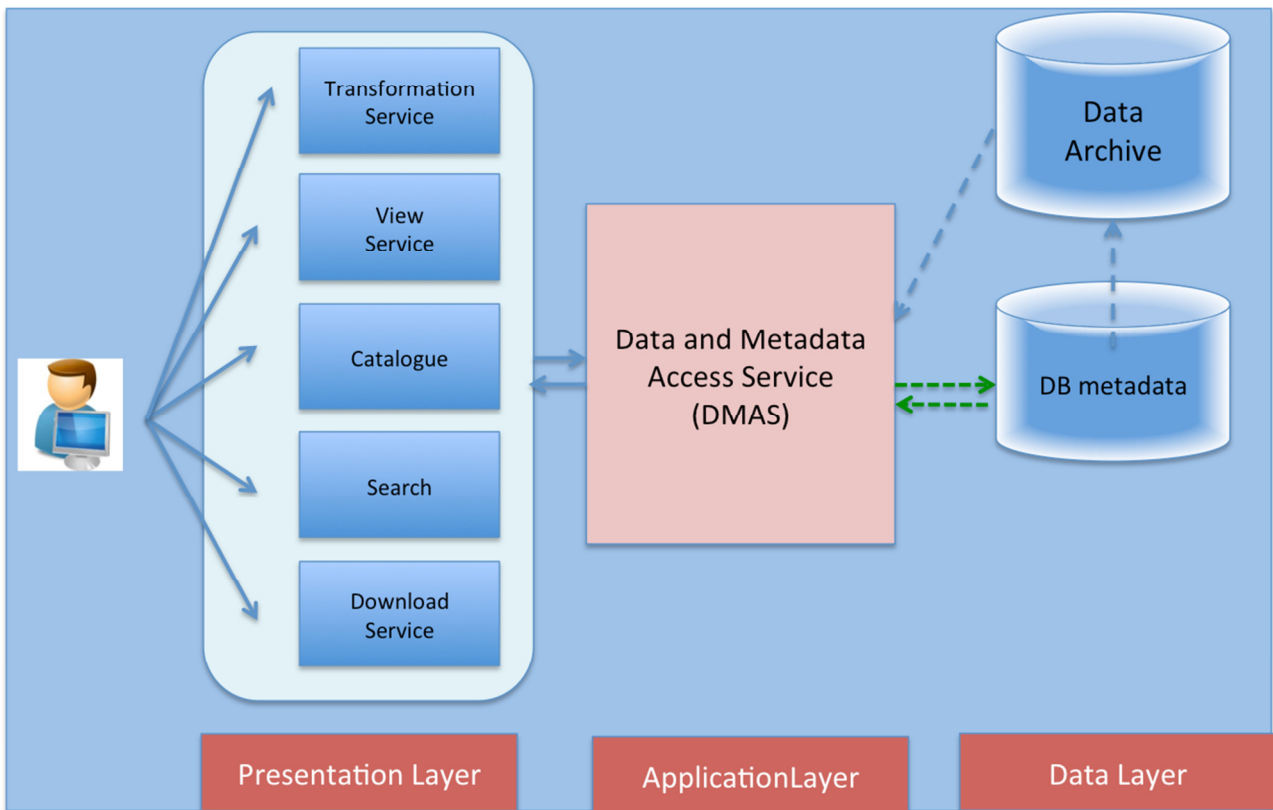 Transformation
Service
View
Service
Catalogue
Search
Download
Service
Data and Metadata
Access Service
(DMAS)
Data
Archive
DB metadata
Presentation Layer
ApplicationLayer
Data Layer